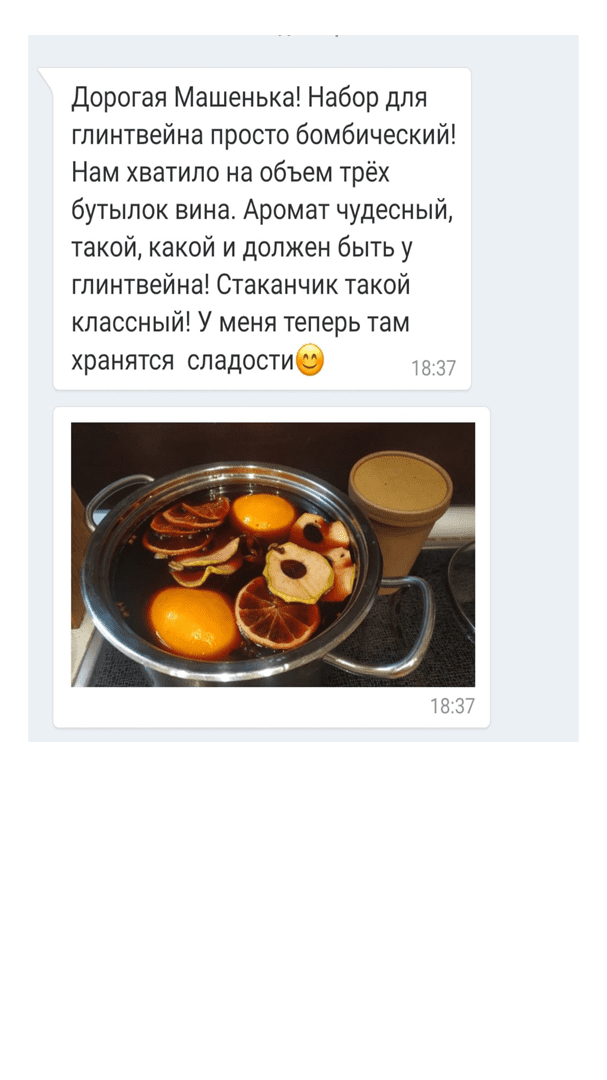 Дорогая Машенька! Набор для
глинтвейна просто бомбический!
Нам хватило на объем трёх
бутылок вина. Аромат чудесный,
такой, какой и должен быть у
глинтвейна! Стаканчик такой
классный! У меня теперь там
хранятся сладости😊
18:37
18:37